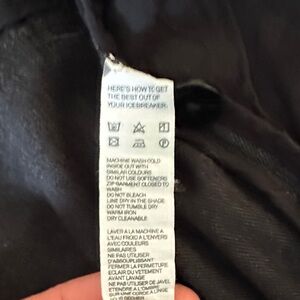 HERE'S HOW TO GET
THE BEST OUT OF
YOUR ICEBREAKER.
MACHINE WASH COLD
INSIDE OUT WITH
SIMILAR COLOURS
DO NOT USE SOFTENERS
ZIP GARMENT CLOSED TO
WASH
DO NOT BLEACH
LINE DRY IN THE SHADE
DO NOT TUMBLE DRY
WARM IRON
DRY CLEANABLE
LAVER A LA MACHINE A
L'EAU FROID A L'ENVERS
AVEC COULEURS
SIMILAIRES
NE PAS UTILISER
D'ASSOUPLISSANT
FERMER LA FERMETURE
ECLAIR DU VETEMENT
AVANT LAVAGE
NE PAS UTILISER DE
JAVEL